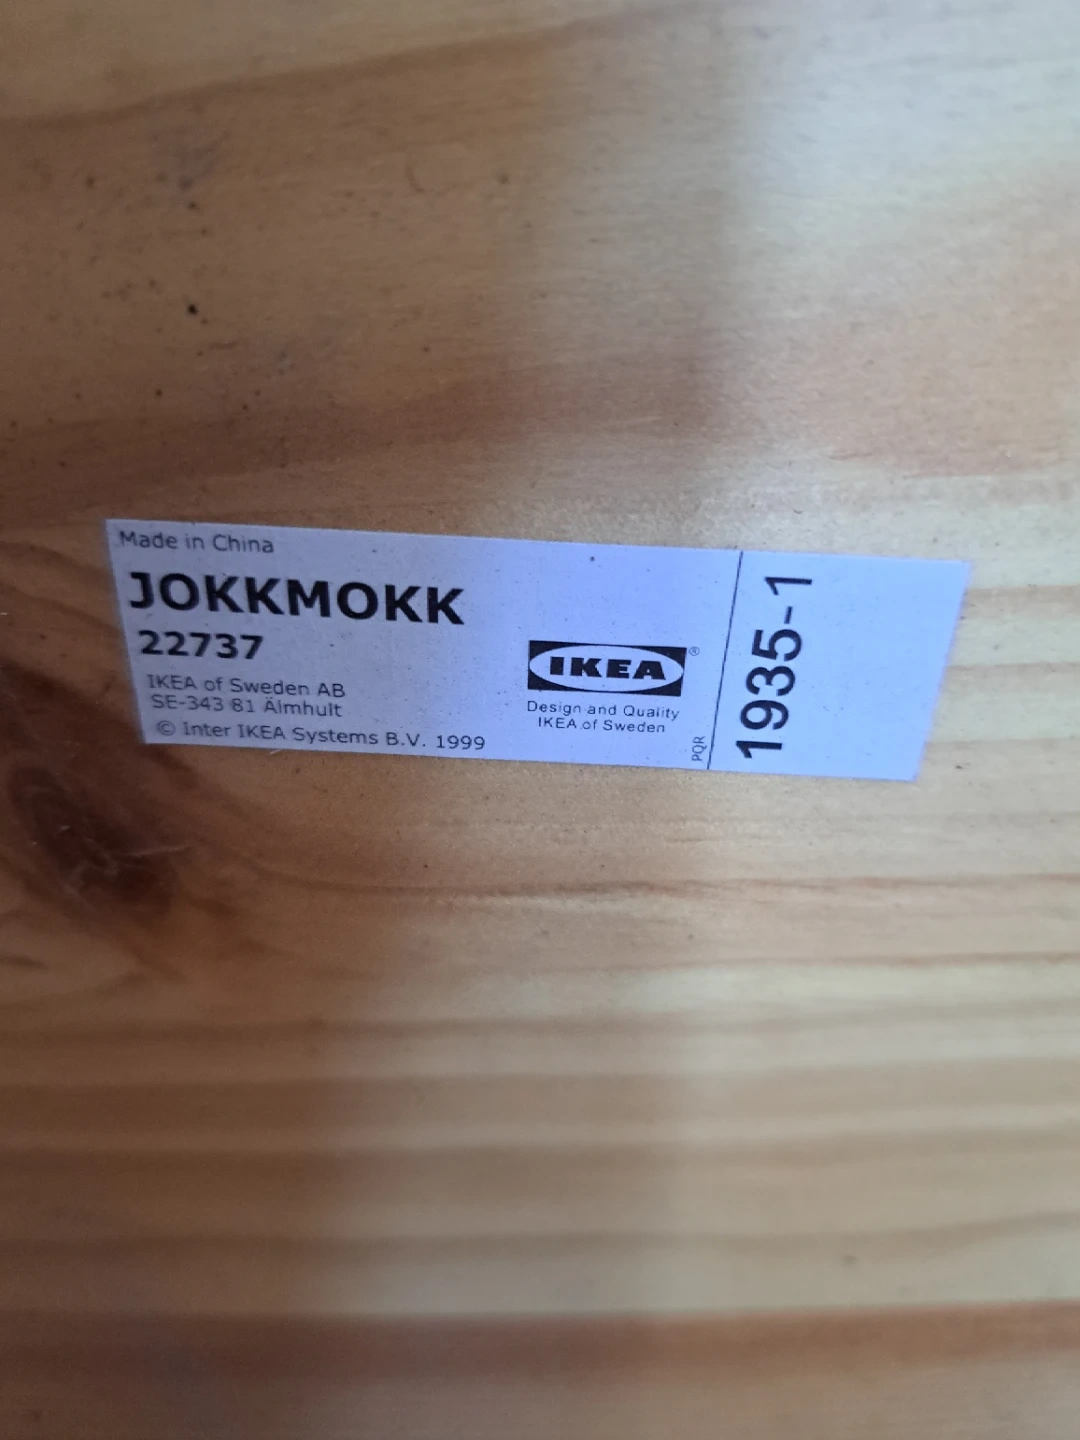 Made in China
JOKKMOKK
22737
IKEA of Sweden AB
SE-343 81 Älmhult
© Inter IKEA Systems B.V. 1999
IKEA®
Design and Quality
IKEA of Sweden
PQR
1935-1